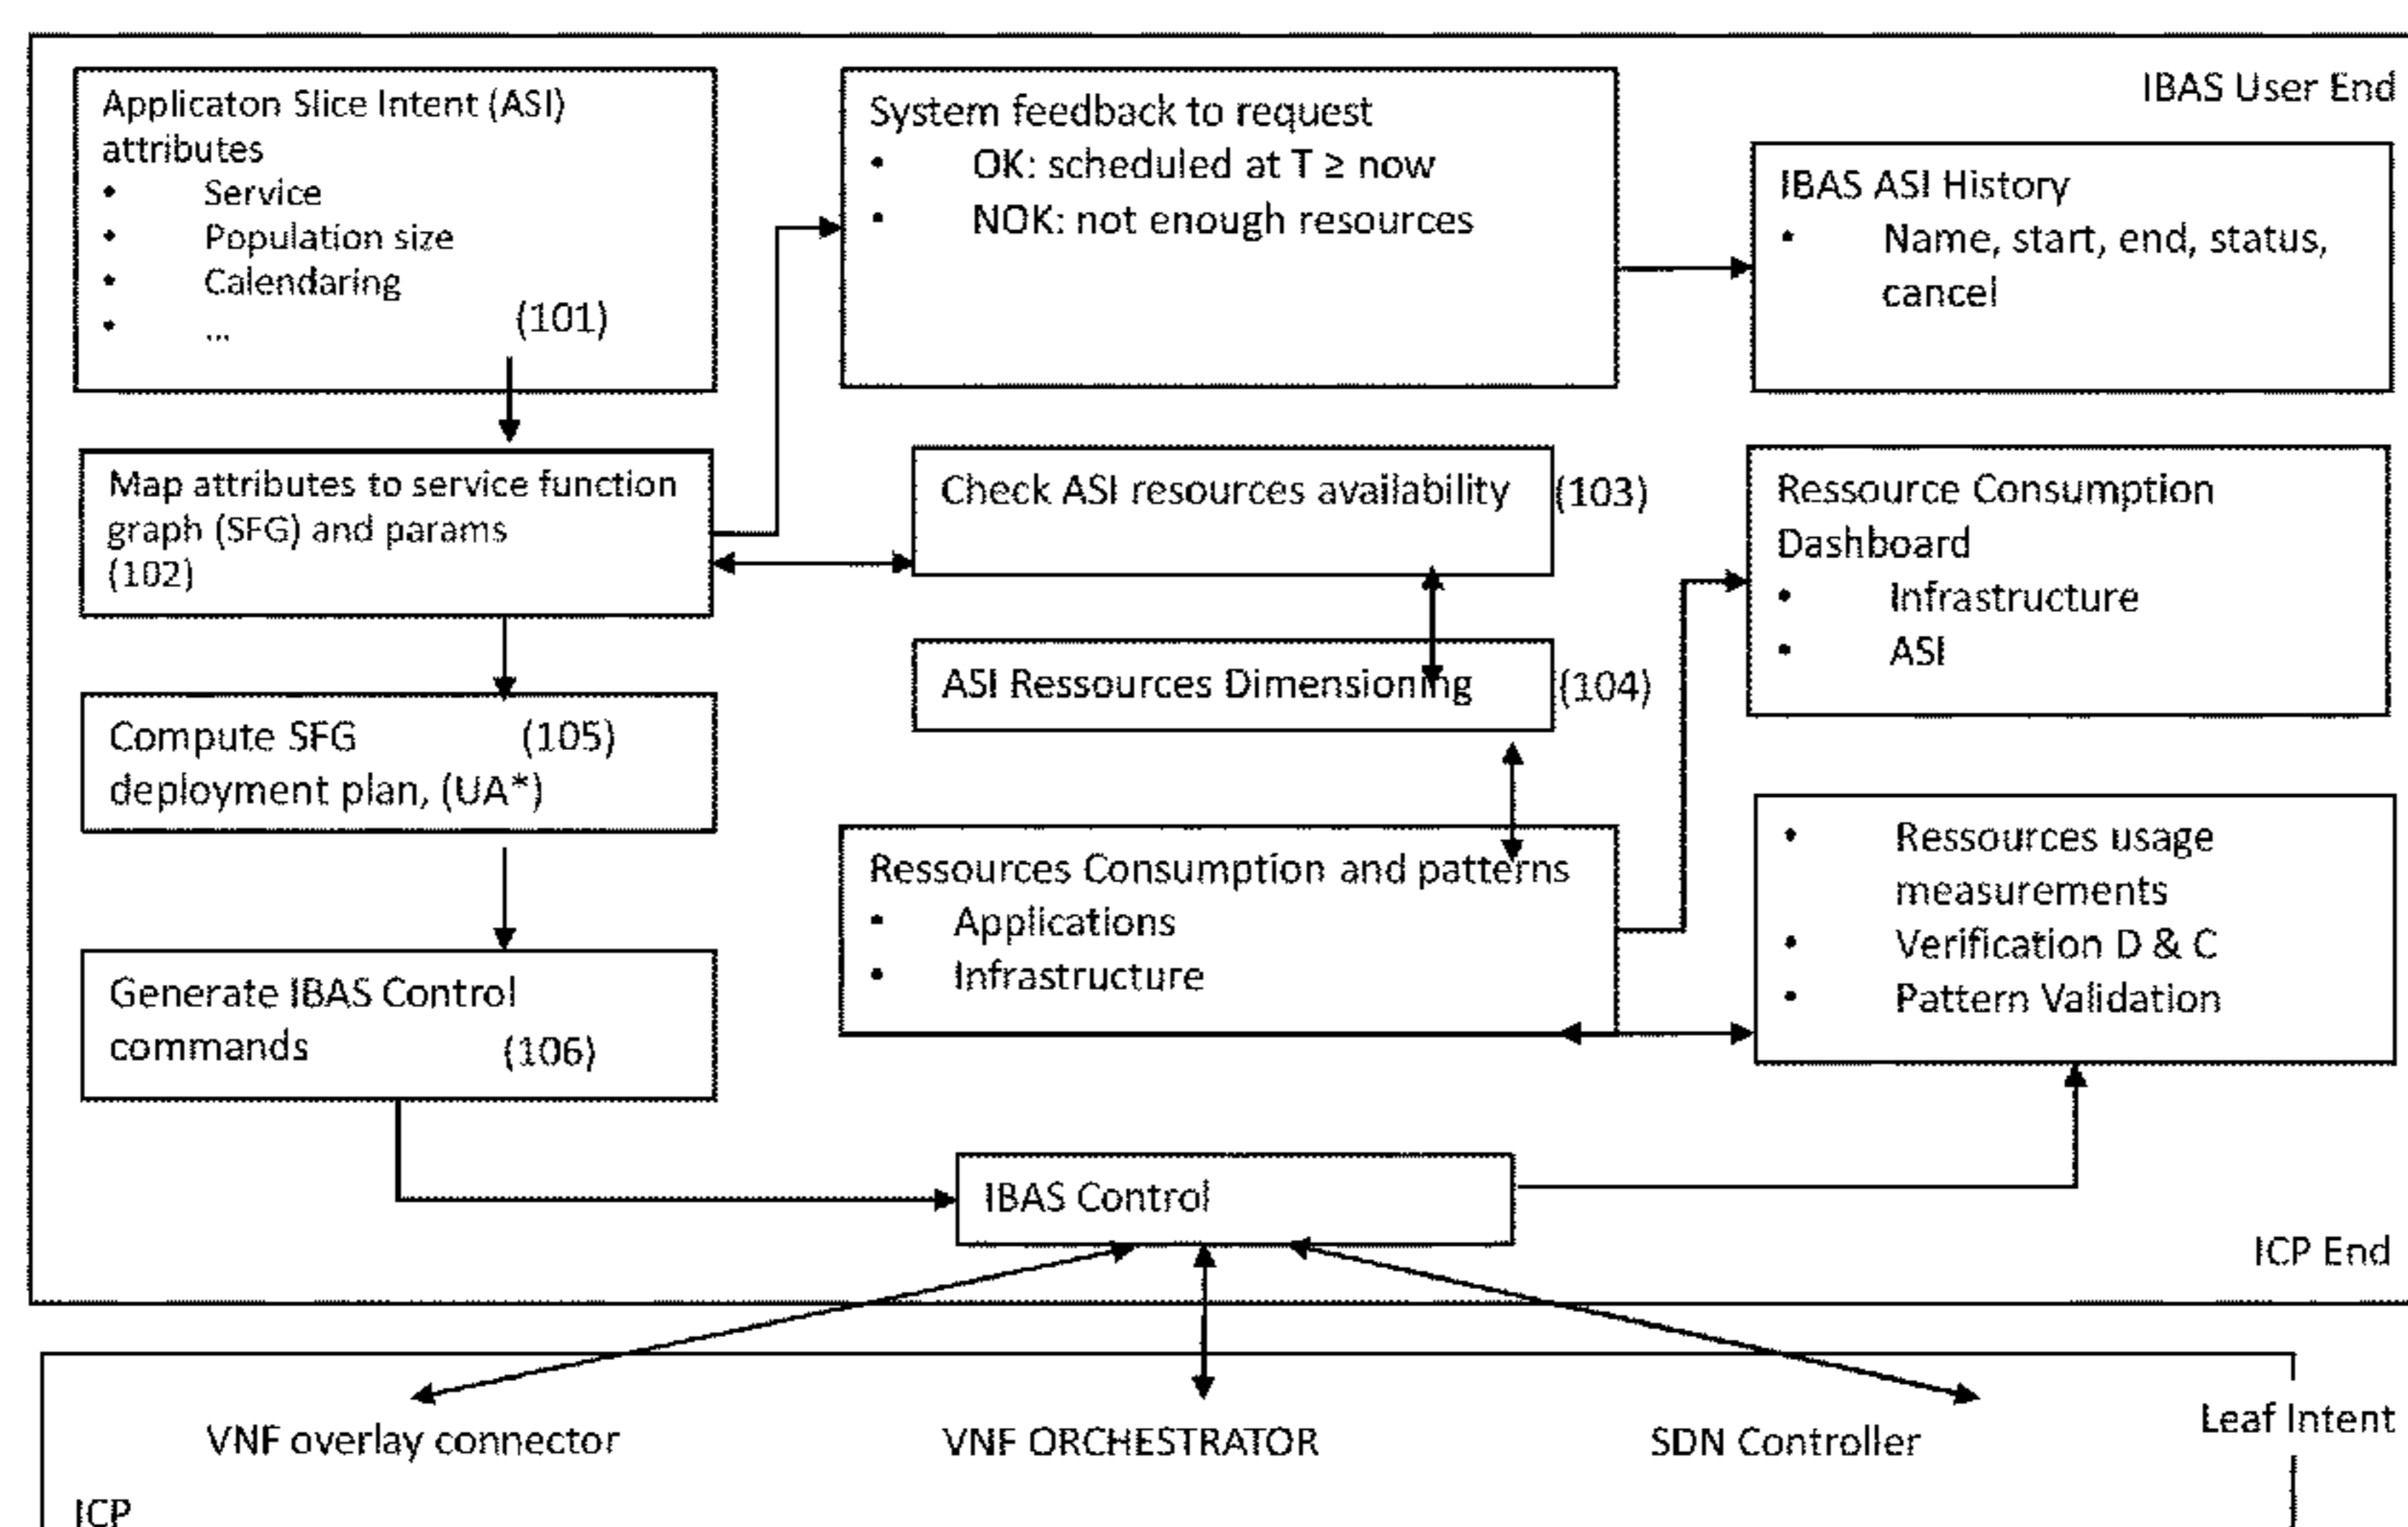 IBAS User End
Applicaton Slice Intent (ASI)
attributes
• Service
• Population size
• Calendaring
• ...
(101)
System feedback to request
• OK: scheduled at T ≥ now
• NOK: not enough resources
IBAS ASI History
• Name, start, end, status,
cancel
Map attributes to service function
graph (SFG) and params
(102)
Check ASI resources availability
(103)
Ressource Consumption
Dashboard
• Infrastructure
• ASI
ASI Ressources Dimensioning
(104)
Compute SFG (105)
deployment plan, (UA*)
Ressources Consumption and patterns
• Applications
• Infrastructure
• Ressources usage
measurements
• Verification D & C
• Pattern Validation
Generate IBAS Control
commands (106)
IBAS Control
ICP End
VNF overlay connector
VNF ORCHESTRATOR
SDN Controller
Leaf Intent
ICP